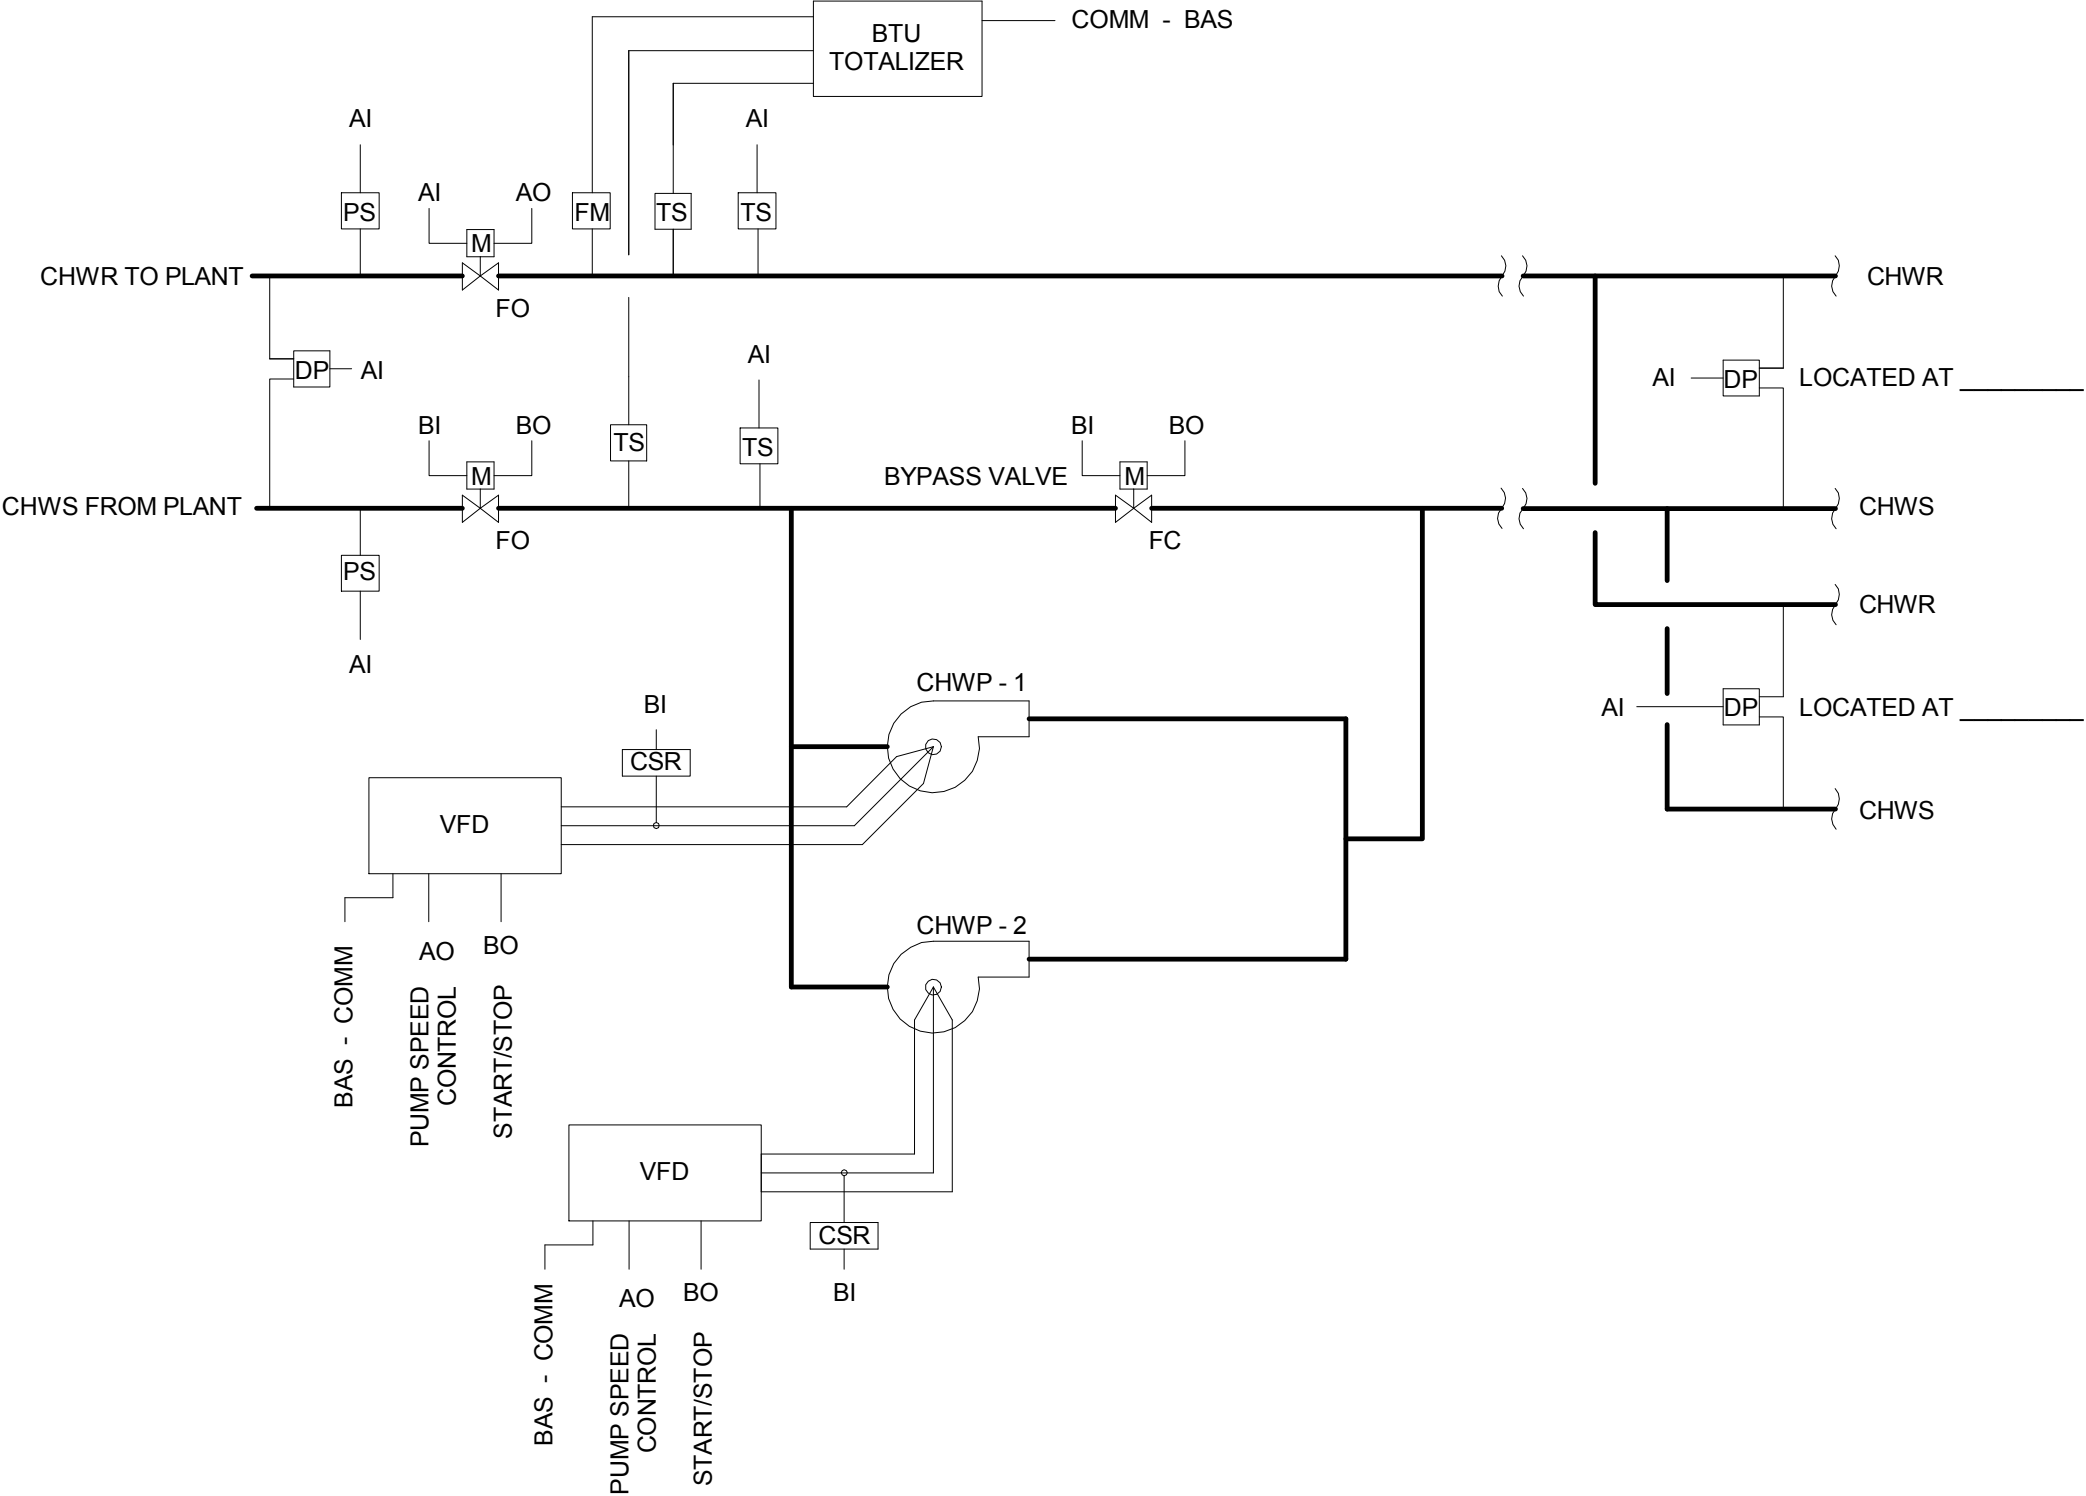 COMM - BAS
BTU
TOTALIZER
AI
AI
AI
AO
PS
FM
TS
TS
M
CHWR TO PLANT
CHWR
FO
AI
DP
AI
AI
DP
LOCATED AT
BI
BO
TS
TS
BI
BO
M
BYPASS VALVE
M
CHWS FROM PLANT
CHWS
FO
FC
PS
CHWR
AI
CHWP - 1
BI
AI
DP
LOCATED AT
CSR
VFD
CHWS
CHWP - 2
AO
BO
BAS - COMM
PUMP SPEED
CONTROL
START/STOP
VFD
CSR
AO
BO
BI
BAS - COMM
PUMP SPEED
CONTROL
START/STOP